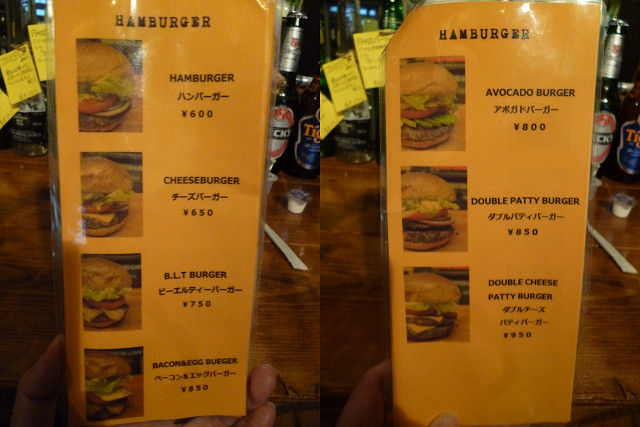 HAMBURGER
HAMBURGER
ハンバーガー
¥600
CHEESEBURGER
チーズバーガー
¥650
B.L.T BURGER
ビーエルティーバーガー
¥750
BACON&EGG BUEGER
ベーコン&エッグバーガー
¥850
HAMBURGER
AVOCADO BURGER
アボガドバーガー
¥800
DOUBLE PATTY BURGER
ダブルパティバーガー
¥850
DOUBLE CHEESE
PATTY BURGER
ダブルチーズ
パティバーガー
¥950